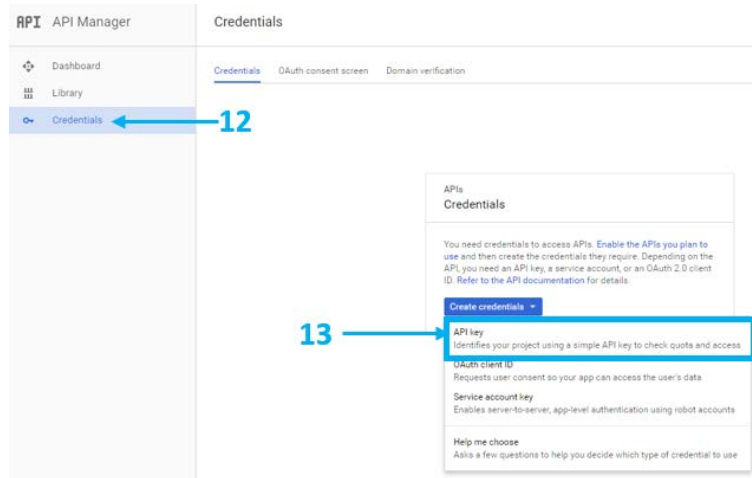 API API Manager
Credentials
Dashboard
Library
Credentials
12
Credentials OAuth consent screen Domain verification
APIs
Credentials
You need credentials to access APIs. Enable the APIs you plan to
use and then create the credentials they require. Depending on the
API, you need an API key, a service account, or an OAuth 2.0 client
ID. Refer to the API documentation for details.
Create credentials
13
API key
Identifies your project using a simple API key to check quota and access
OAuth client ID
Requests user consent so your app can access the user's data
Service account key
Enables server-to-server, app-level authentication using robot accounts
Help me choose
Asks a few questions to help you decide which type of credential to use